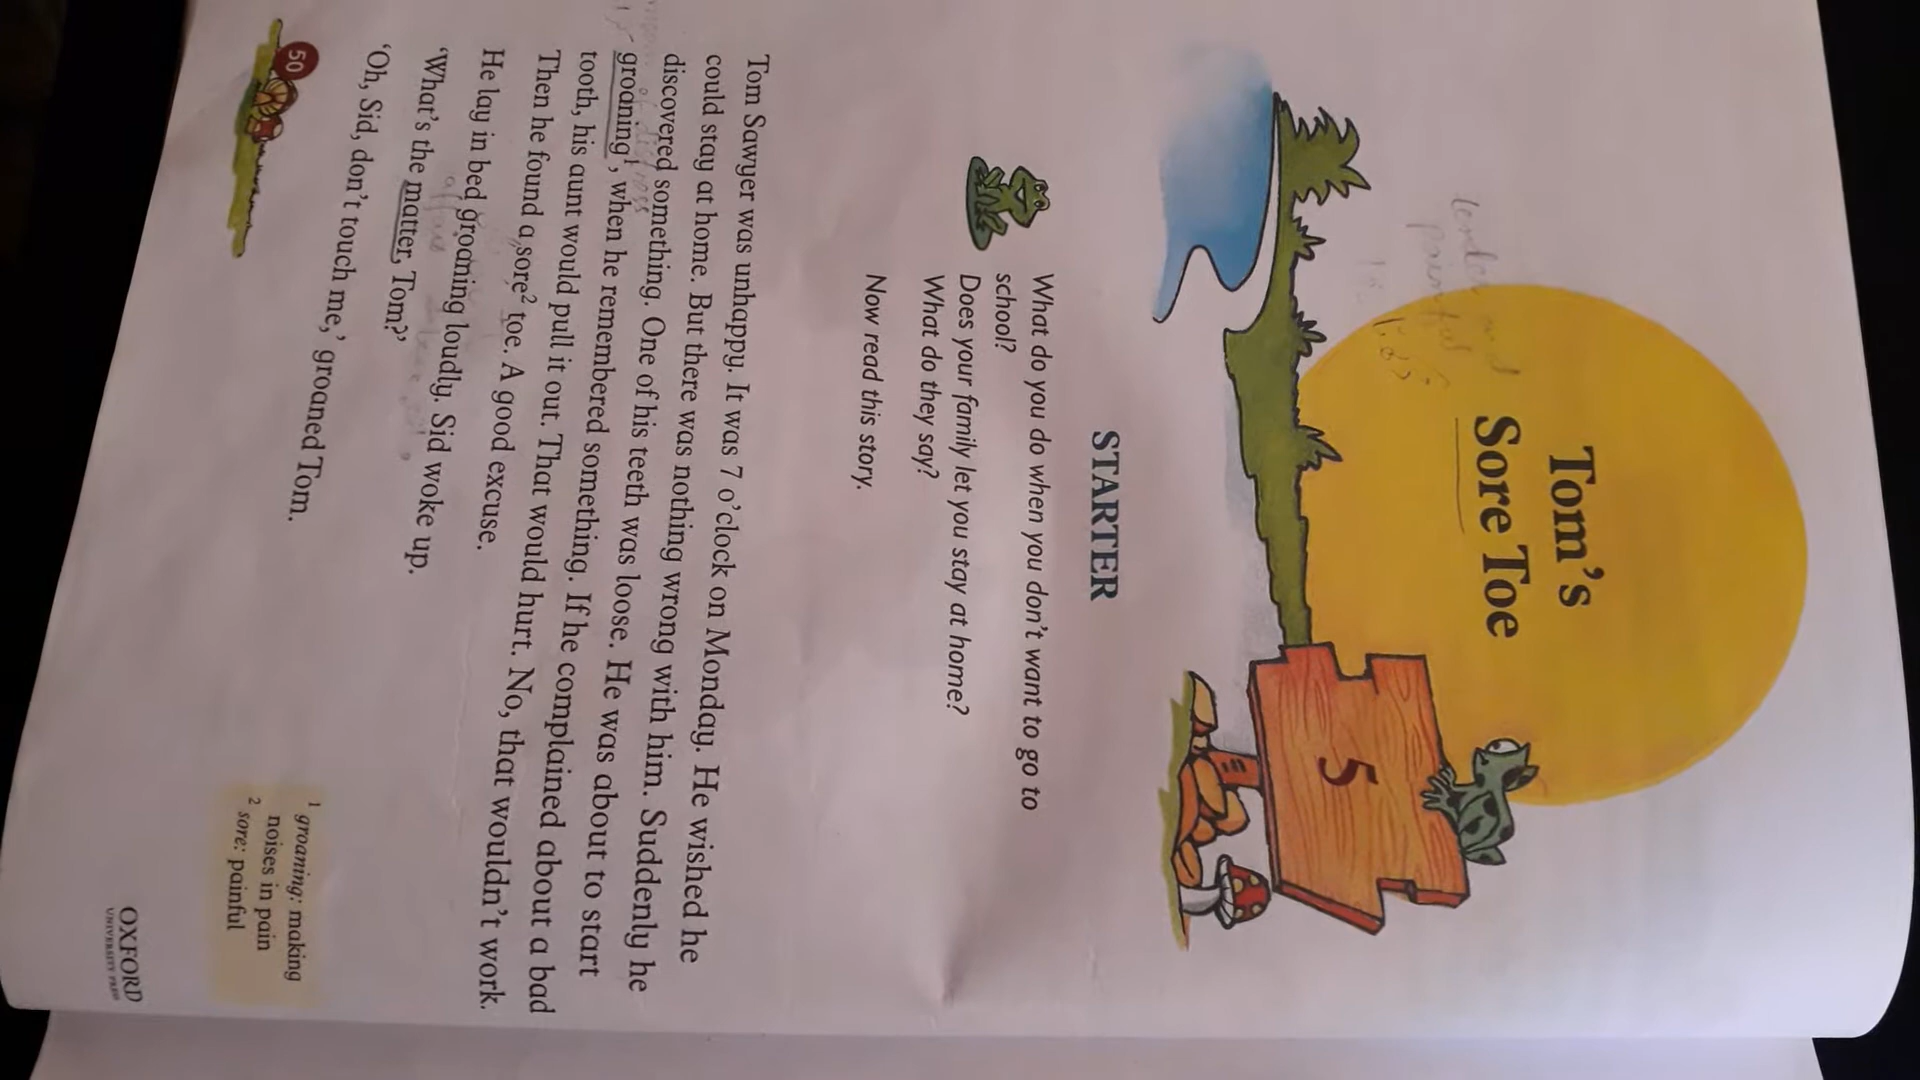 Tom's
Sore Toe
5
STARTER
What do you do when you don't want to go to
school?
Does your family let you stay at home?
What do they say?
Now read this story.
Tom Sawyer was unhappy. It was 7 o'clock on Monday. He wished he
could stay at home. But there was nothing wrong with him. Suddenly he
discovered something. One of his teeth was loose. He was about to start
groaning¹, when he remembered something. If he complained about a bad
tooth, his aunt would pull it out. That would hurt. No, that wouldn't work.
Then he found a sore² toe. A good excuse.
He lay in bed groaning loudly. Sid woke up.
'What's the matter, Tom?'
'Oh, Sid, don't touch me,' groaned Tom.
1 groaning: making
noises in pain
2 sore: painful
50
OXFORD
UNIVERSITY PRESS